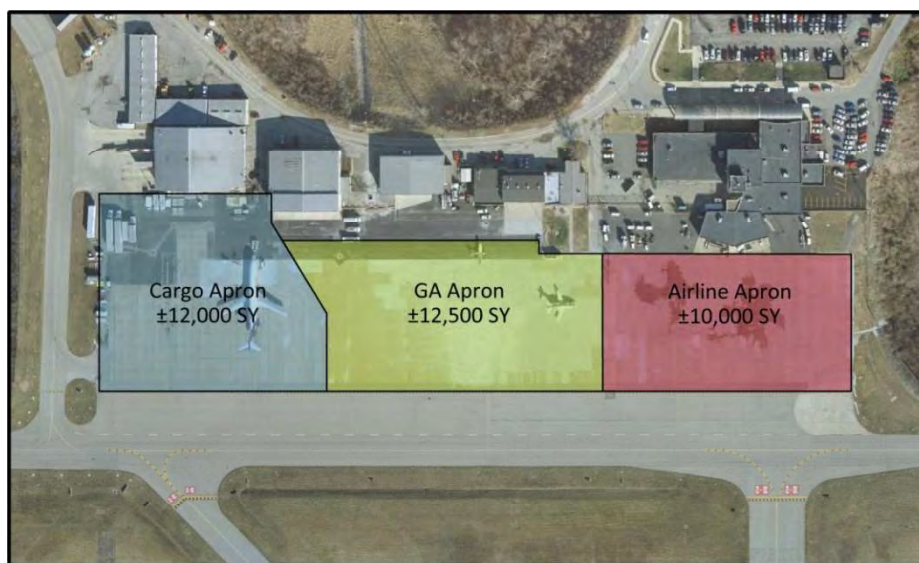 Cargo Apron
±12,000 SY
GA Apron
±12,500 SY
Airline Apron
±10,000 SY